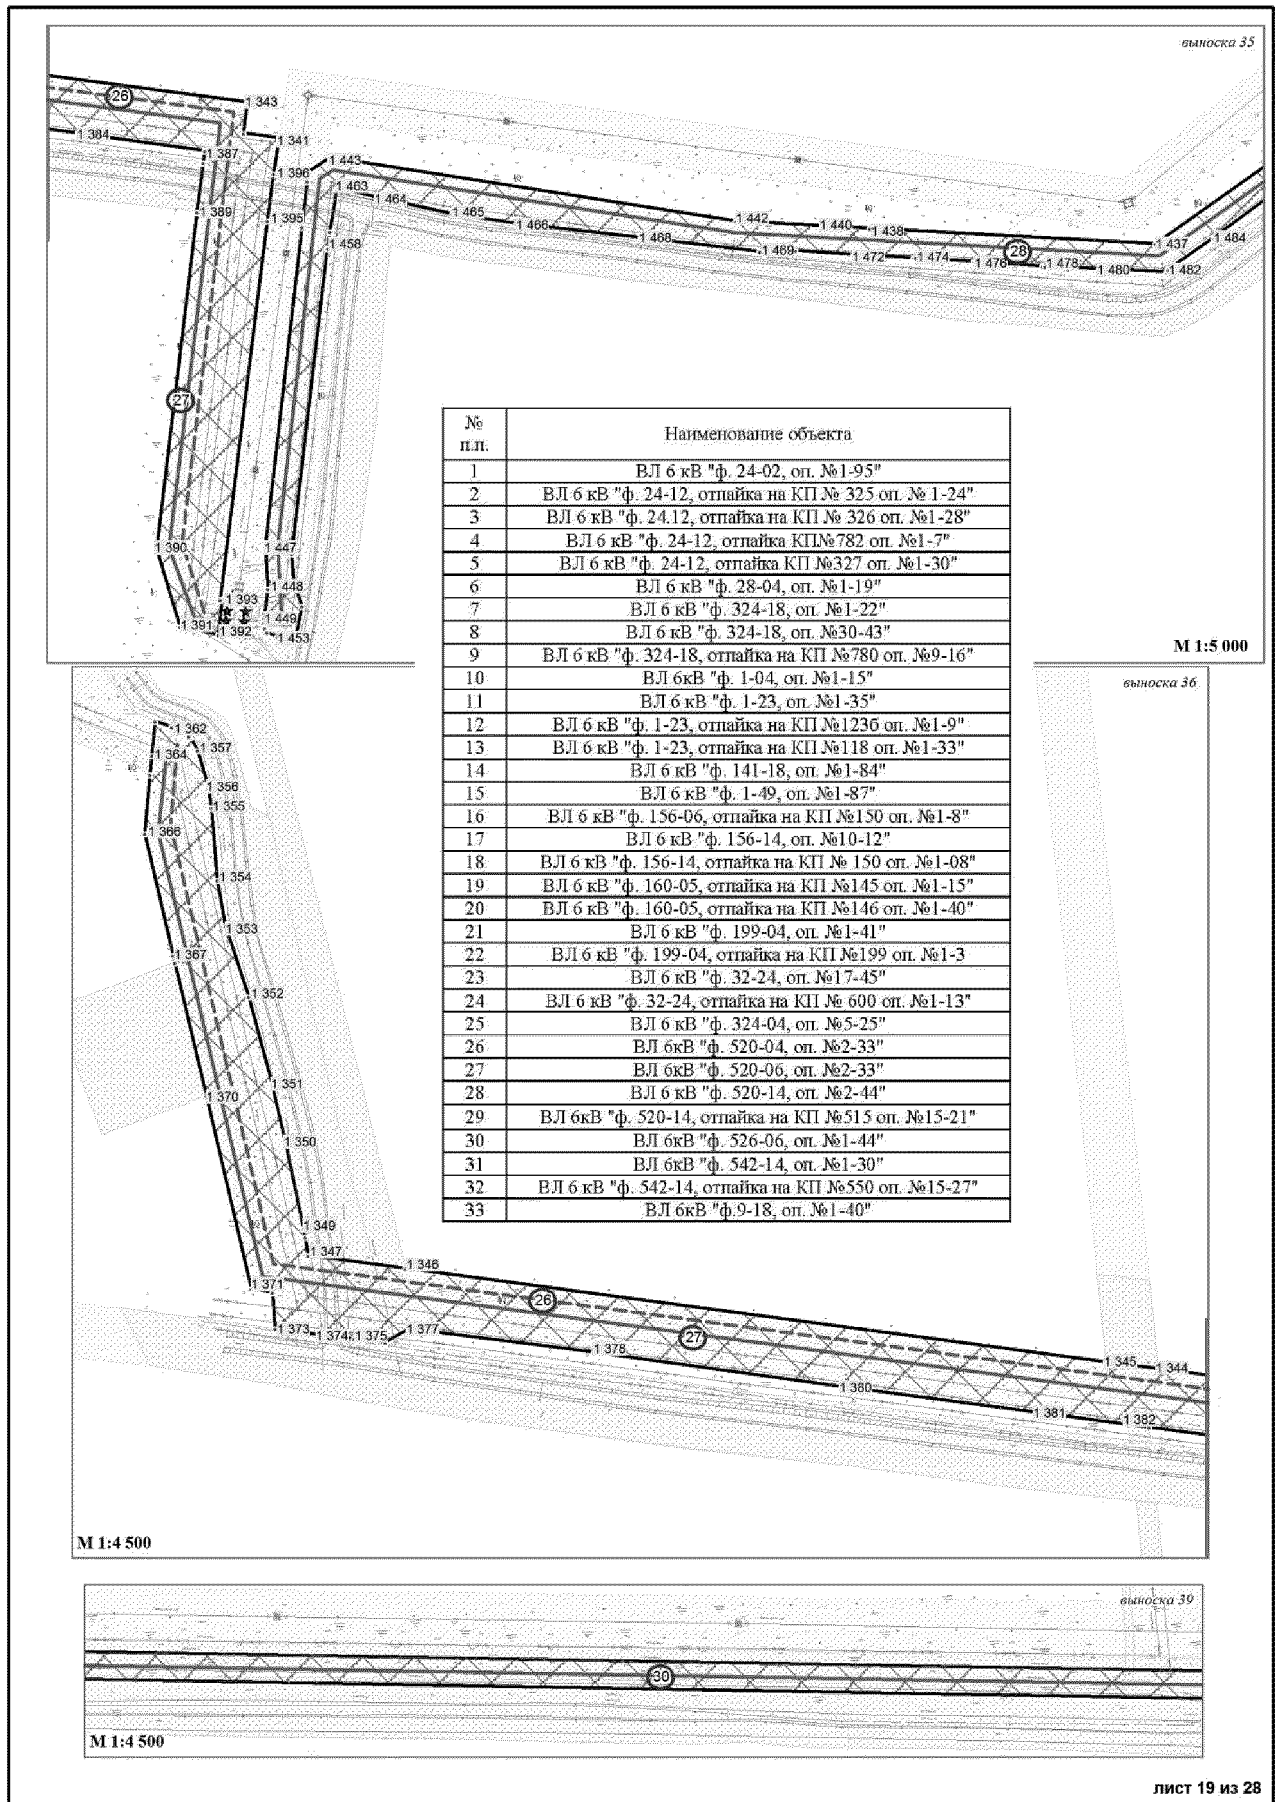 выноска 35
26
1 343
1 384
1 387
1 341
1 396
1 443
1 463
1 464
1 389
1 395
1 465
1 466
1 458
1 468
1 442
1 440
1 438
1 469
1 472
1 474
1 476
28
1 478
1 480
1 437
1 482
1 484
27
1 390
1 447
1 448
1 393
1 449
1 391
1 392
1 453
М 1:5 000
№ п.п. Наименование объекта
1 ВЛ 6 кВ "ф. 24-02, оп. №1-95"
2 ВЛ 6 кВ "ф. 24-12, отпайка на КП № 325 оп. № 1-24"
3 ВЛ 6 кВ "ф. 24.12, отпайка на КП № 326 оп. №1-28"
4 ВЛ 6 кВ "ф. 24-12, отпайка КП№782 оп. №1-7"
5 ВЛ 6 кВ "ф. 24-12, отпайка КП №327 оп. №1-30"
6 ВЛ 6 кВ "ф. 28-04, оп. №1-19"
7 ВЛ 6 кВ "ф. 324-18, оп. №1-22"
8 ВЛ 6 кВ "ф. 324-18, оп. №30-43"
9 ВЛ 6 кВ "ф. 324-18, отпайка на КП №780 оп. №9-16"
10 ВЛ 6кВ "ф. 1-04, оп. №1-15"
11 ВЛ 6 кВ "ф. 1-23, оп. №1-35"
12 ВЛ 6 кВ "ф. 1-23, отпайка на КП №123б оп. №1-9"
13 ВЛ 6 кВ "ф. 1-23, отпайка на КП №118 оп. №1-33"
14 ВЛ 6 кВ "ф. 141-18, оп. №1-84"
15 ВЛ 6 кВ "ф. 1-49, оп. №1-87"
16 ВЛ 6 кВ "ф. 156-06, отпайка на КП №150 оп. №1-8"
17 ВЛ 6 кВ "ф. 156-14, оп. №10-12"
18 ВЛ 6 кВ "ф. 156-14, отпайка на КП № 150 оп. №1-08"
19 ВЛ 6 кВ "ф. 160-05, отпайка на КП №145 оп. №1-15"
20 ВЛ 6 кВ "ф. 160-05, отпайка на КП №146 оп. №1-40"
21 ВЛ 6 кВ "ф. 199-04, оп. №1-41"
22 ВЛ 6 кВ "ф. 199-04, отпайка на КП №199 оп. №1-3
23 ВЛ 6 кВ "ф. 32-24, оп. №17-45"
24 ВЛ 6 кВ "ф. 32-24, отпайка на КП № 600 оп. №1-13"
25 ВЛ 6 кВ "ф. 324-04, оп. №5-25"
26 ВЛ 6кВ "ф. 520-04, оп. №2-33"
27 ВЛ 6кВ "ф. 520-06, оп. №2-33"
28 ВЛ 6 кВ "ф. 520-14, оп. №2-44"
29 ВЛ 6кВ "ф. 520-14, отпайка на КП №515 оп. №15-21"
30 ВЛ 6кВ "ф. 526-06, оп. №1-44"
31 ВЛ 6кВ "ф. 542-14, оп. №1-30"
32 ВЛ 6 кВ "ф. 542-14, отпайка на КП №550 оп. №15-27"
33 ВЛ 6кВ "ф.9-18, оп. №1-40"
выноска 36
1 362
1 357
1 364
1 356
1 355
1 366
1 354
1 353
1 367
1 352
1 351
1 370
1 350
1 349
1 347
1 346
1 371
26
1 373
1 374
1 375
1 377
27
1 378
1 345
1 344
1 380
1 381
1 382
М 1:4 500
выноска 39
30
М 1:4 500
лист 19 из 28